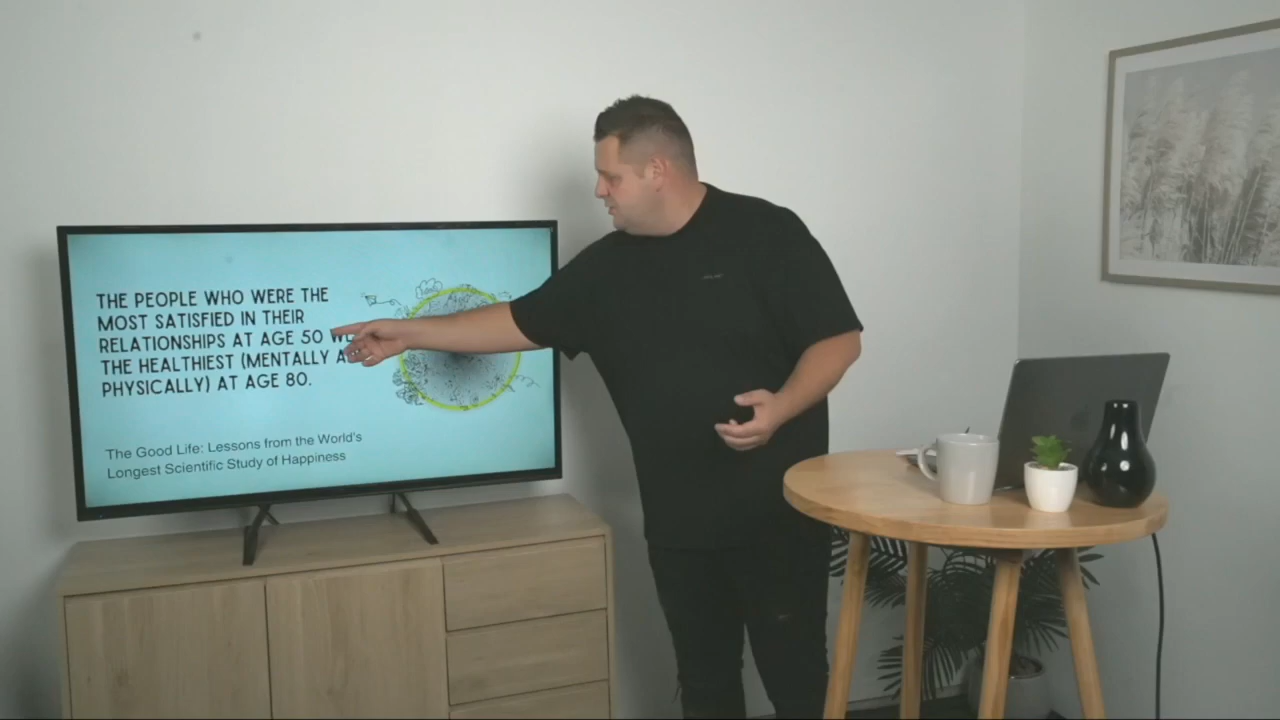 THE PEOPLE WHO WERE THE
MOST SATISFIED IN THEIR
RELATIONSHIPS AT AGE 50
THE HEALTHIEST (MENTALLY
PHYSICALLY) AT AGE 80.
The Good Life: Lessons from the World's
Longest Scientific Study of Happiness